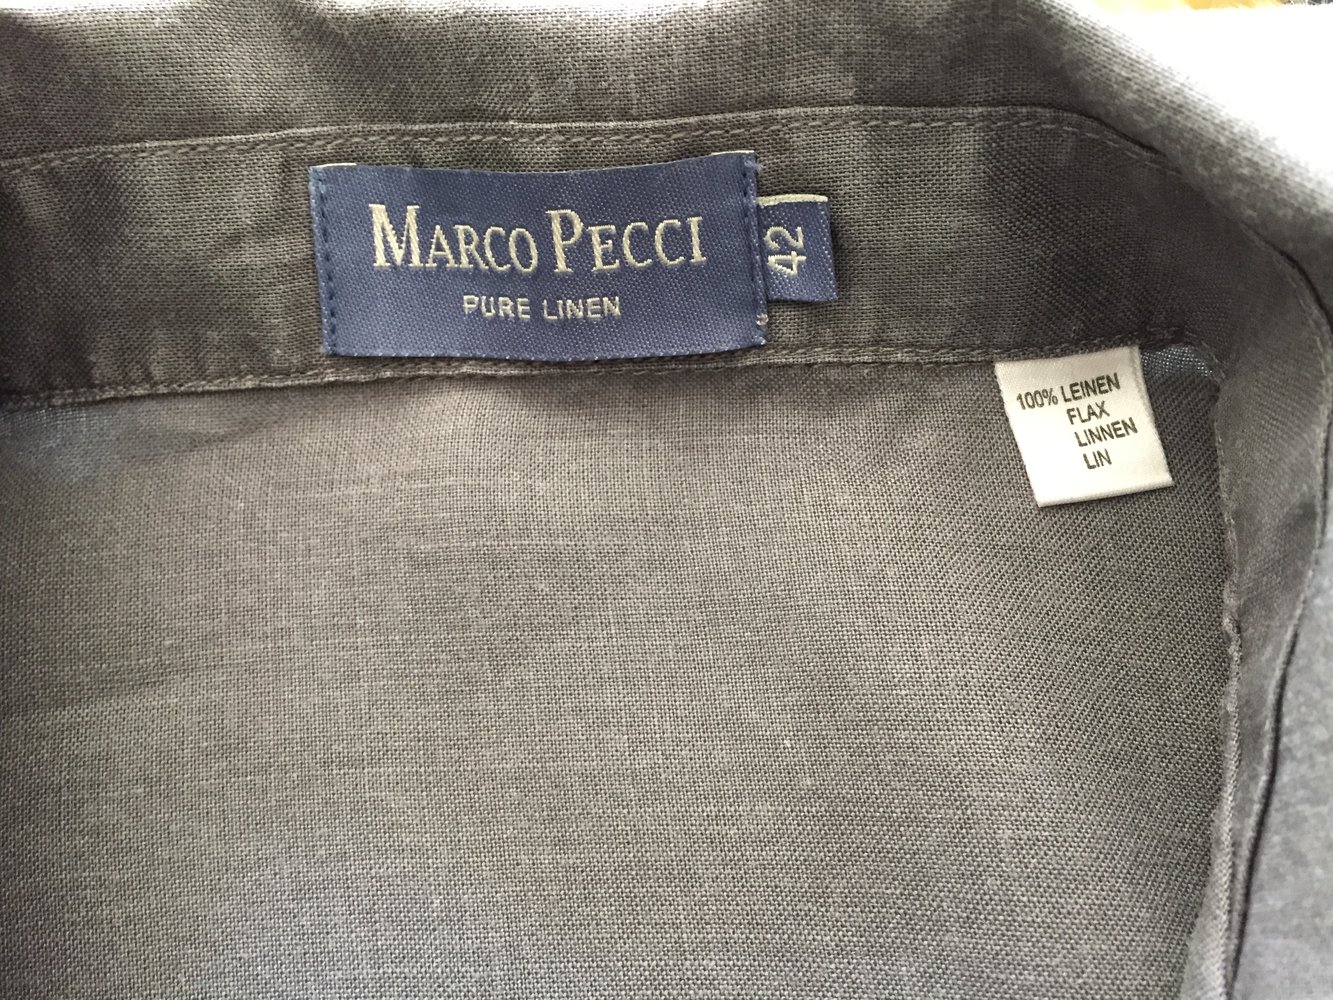 MARCO PECCI
PURE LINEN
42
100% LEINEN
FLAX
LINNEN
LIN